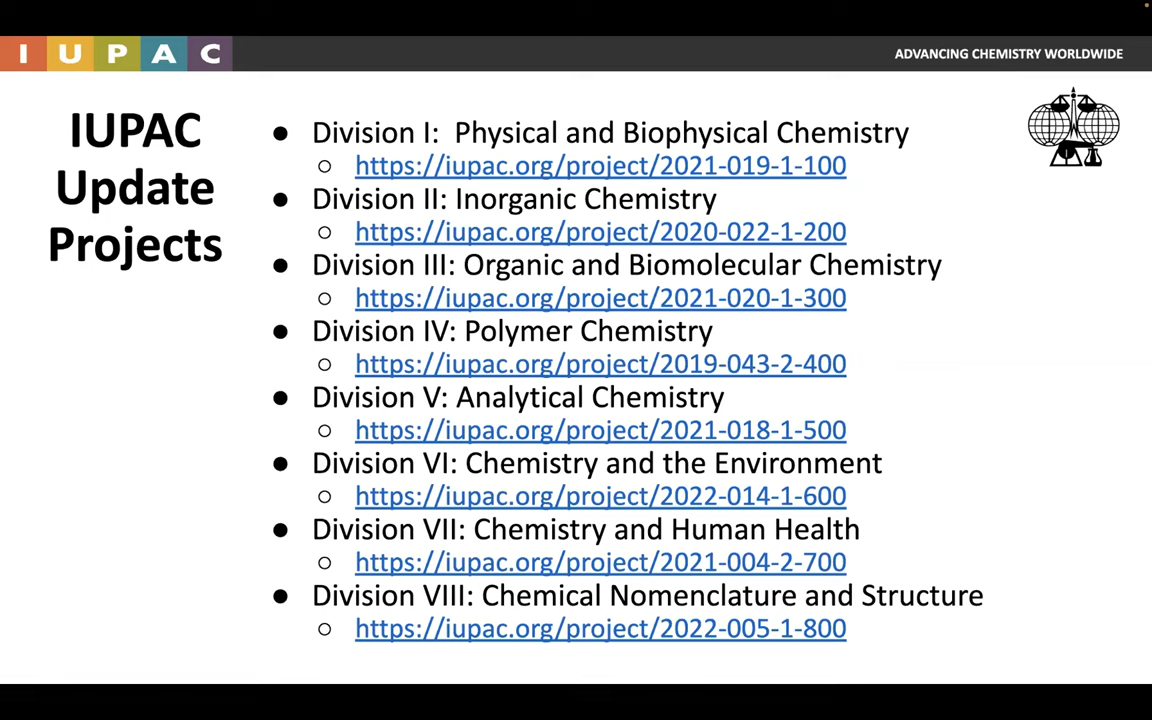 IUPAC
ADVANCING CHEMISTRY WORLDWIDE
IUPAC
Update
Projects
● Division I: Physical and Biophysical Chemistry
○ https://iupac.org/project/2021-019-1-100
● Division II: Inorganic Chemistry
○ https://iupac.org/project/2020-022-1-200
● Division III: Organic and Biomolecular Chemistry
○ https://iupac.org/project/2021-020-1-300
● Division IV: Polymer Chemistry
○ https://iupac.org/project/2019-043-2-400
● Division V: Analytical Chemistry
○ https://iupac.org/project/2021-018-1-500
● Division VI: Chemistry and the Environment
○ https://iupac.org/project/2022-014-1-600
● Division VII: Chemistry and Human Health
○ https://iupac.org/project/2021-004-2-700
● Division VIII: Chemical Nomenclature and Structure
○ https://iupac.org/project/2022-005-1-800